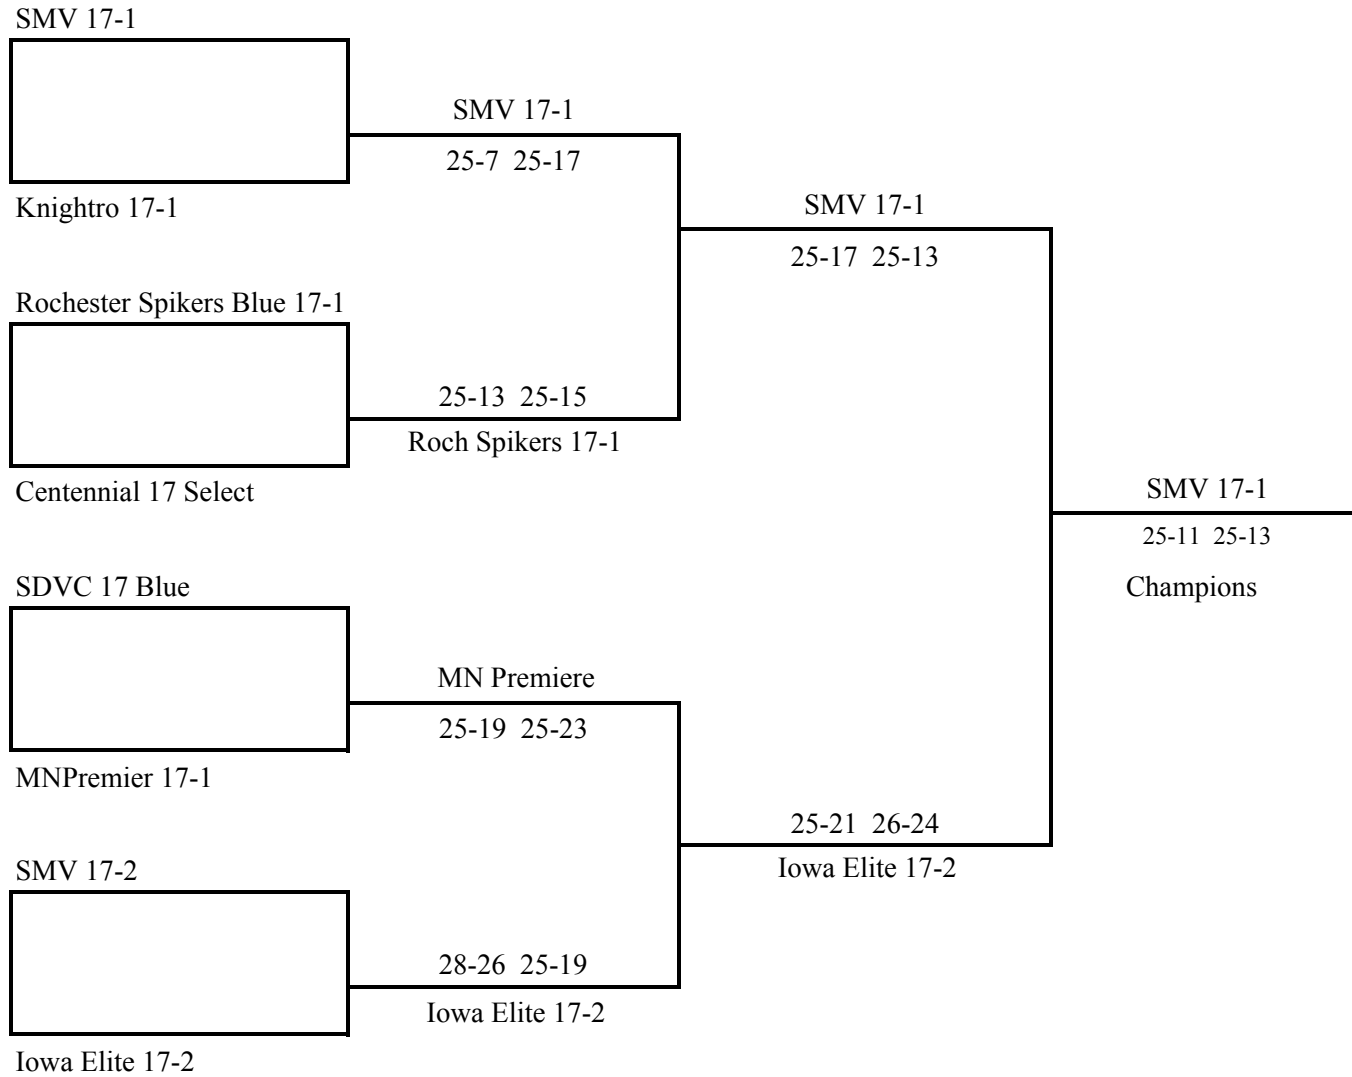 SMV 17-1
SMV 17-1
25-7 25-17
Knightro 17-1
SMV 17-1
25-17 25-13
Rochester Spikers Blue 17-1
25-13 25-15
Roch Spikers 17-1
Centennial 17 Select
SMV 17-1
25-11 25-13
Champions
SDVC 17 Blue
MN Premiere
25-19 25-23
MNPremier 17-1
25-21 26-24
Iowa Elite 17-2
SMV 17-2
28-26 25-19
Iowa Elite 17-2
Iowa Elite 17-2